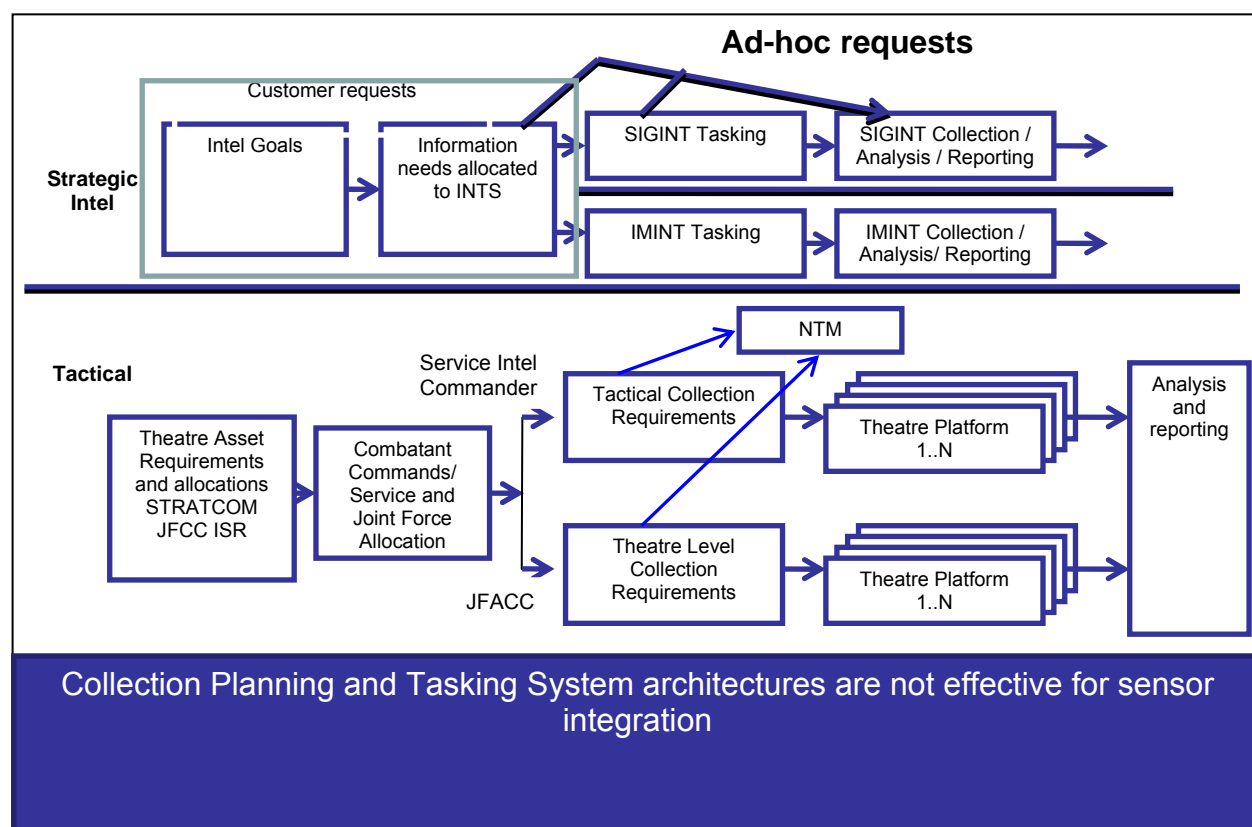 Ad-hoc requests
Customer requests
Strategic
Intel
Intel Goals
Information
needs allocated
to INTS
SIGINT Tasking
SIGINT Collection /
Analysis / Reporting
IMINT Tasking
IMINT Collection /
Analysis/ Reporting
Tactical
Theatre Asset
Requirements
and allocations
STRATCOM
JFCC ISR
Combatant
Commands/
Service and
Joint Force
Allocation
Service Intel
Commander
JFACC
NTM
Tactical Collection
Requirements
Theatre Platform
1..N
Theatre Level
Collection
Requirements
Theatre Platform
1..N
Analysis
and
reporting
Collection Planning and Tasking System architectures are not effective for sensor
integration